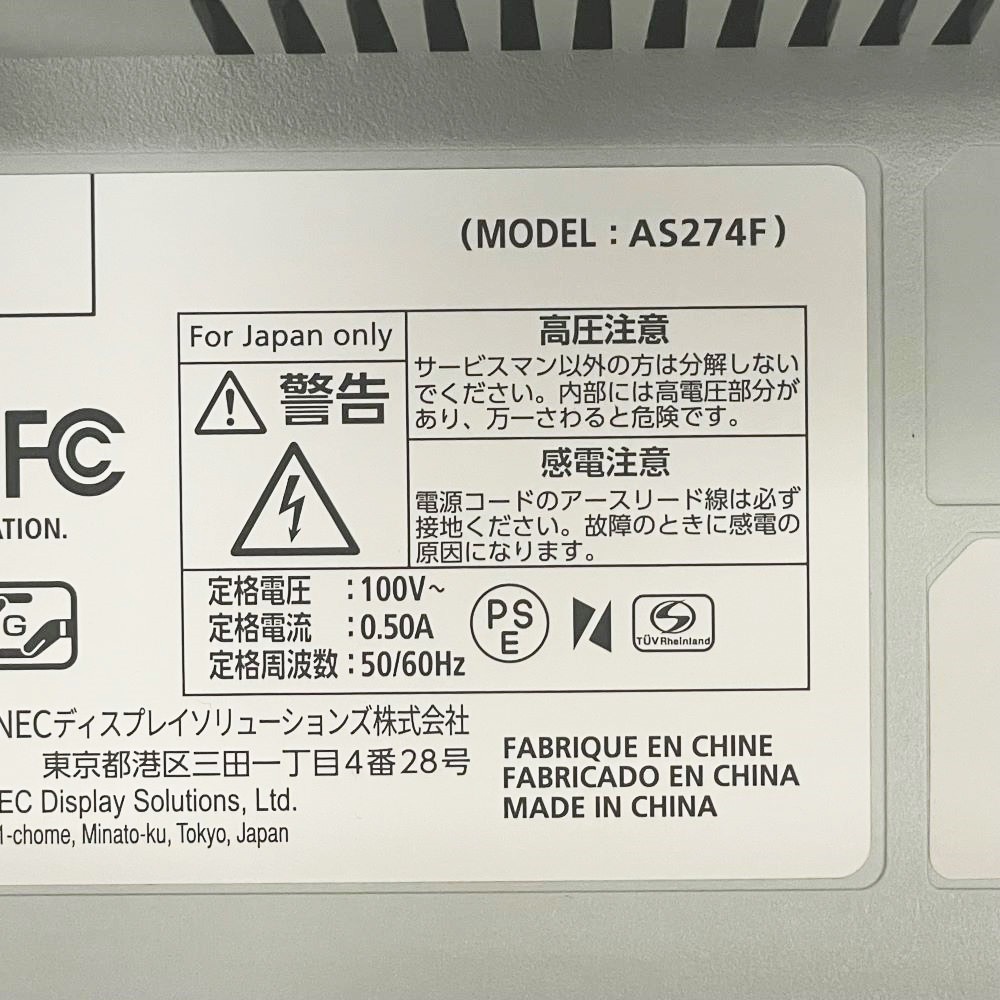 (MODEL : AS274F)
For Japan only
警告
高圧注意
サービスマン以外の方は分解しない
でください。内部には高電圧部分が
あり、万一さわると危険です。
感電注意
電源コードのアースリード線は必ず
接地ください。故障のときに感電の
原因になります。
FC
ATION.
G
定格電圧 :100V~
定格電流 :0.50A
定格周波数 :50/60Hz
PS
E
TÜVRheinland
NECディスプレイソリューションズ株式会社
東京都港区三田一丁目4番28号
EC Display Solutions, Ltd.
1-chome, Minato-ku, Tokyo, Japan
FABRIQUE EN CHINE
FABRICADO EN CHINA
MADE IN CHINA